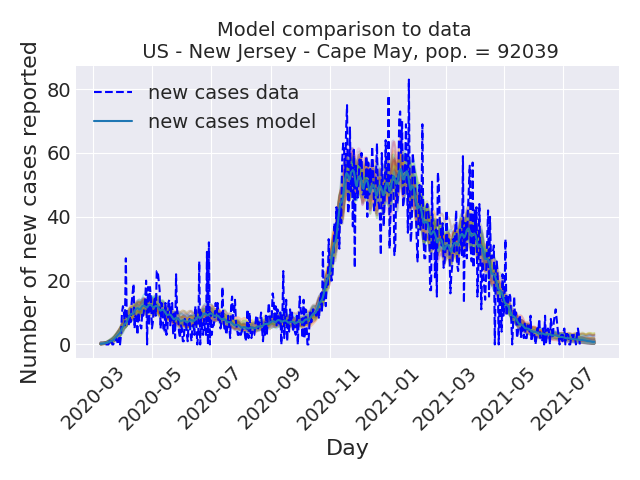 Model comparison to data
US - New Jersey - Cape May, pop. = 92039
Number of new cases reported
80
60
40
20
0
new cases data
new cases model
2020-03
2020-05
2020-07
2020-09
2020-11
2021-01
2021-03
2021-05
2021-07
Day